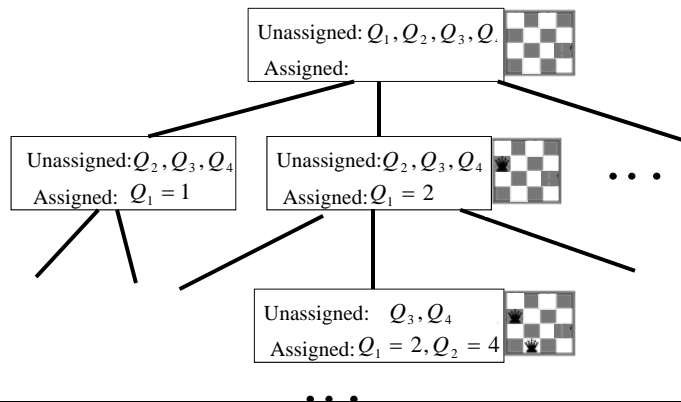 Unassigned: Q₁, Q₂, Q₃, Q
Assigned:
Unassigned: Q₂, Q₃, Q₄
Assigned: Q₁ = 1
Unassigned: Q₂, Q₃, Q₄
Assigned: Q₁ = 2
• • •
Unassigned: Q₃, Q₄
Assigned: Q₁ = 2, Q₂ = 4
• • •